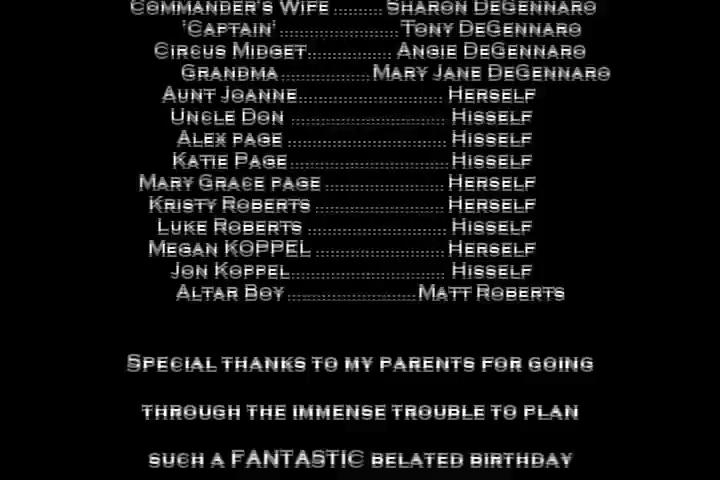 Commander's Wife .......... Sharon DeGennaro
'Captain' ........................ Tony DeGennaro
Circus Midget................. Angie DeGennaro
Grandma .................. Mary Jane DeGennaro
Aunt Joanne............................. Herself
Uncle Don ............................... Hisself
Alex page ................................ Hisself
Katie Page................................ Hisself
Mary Grace page ........................ Herself
Kristy Roberts .......................... Herself
Luke Roberts ............................ Hisself
Megan KOPPEL .......................... Herself
Jon Koppel............................... Hisself
Altar Boy ..........................Matt Roberts
Special thanks to my parents for going
through the immense trouble to plan
such a FANTASTIC belated birthday